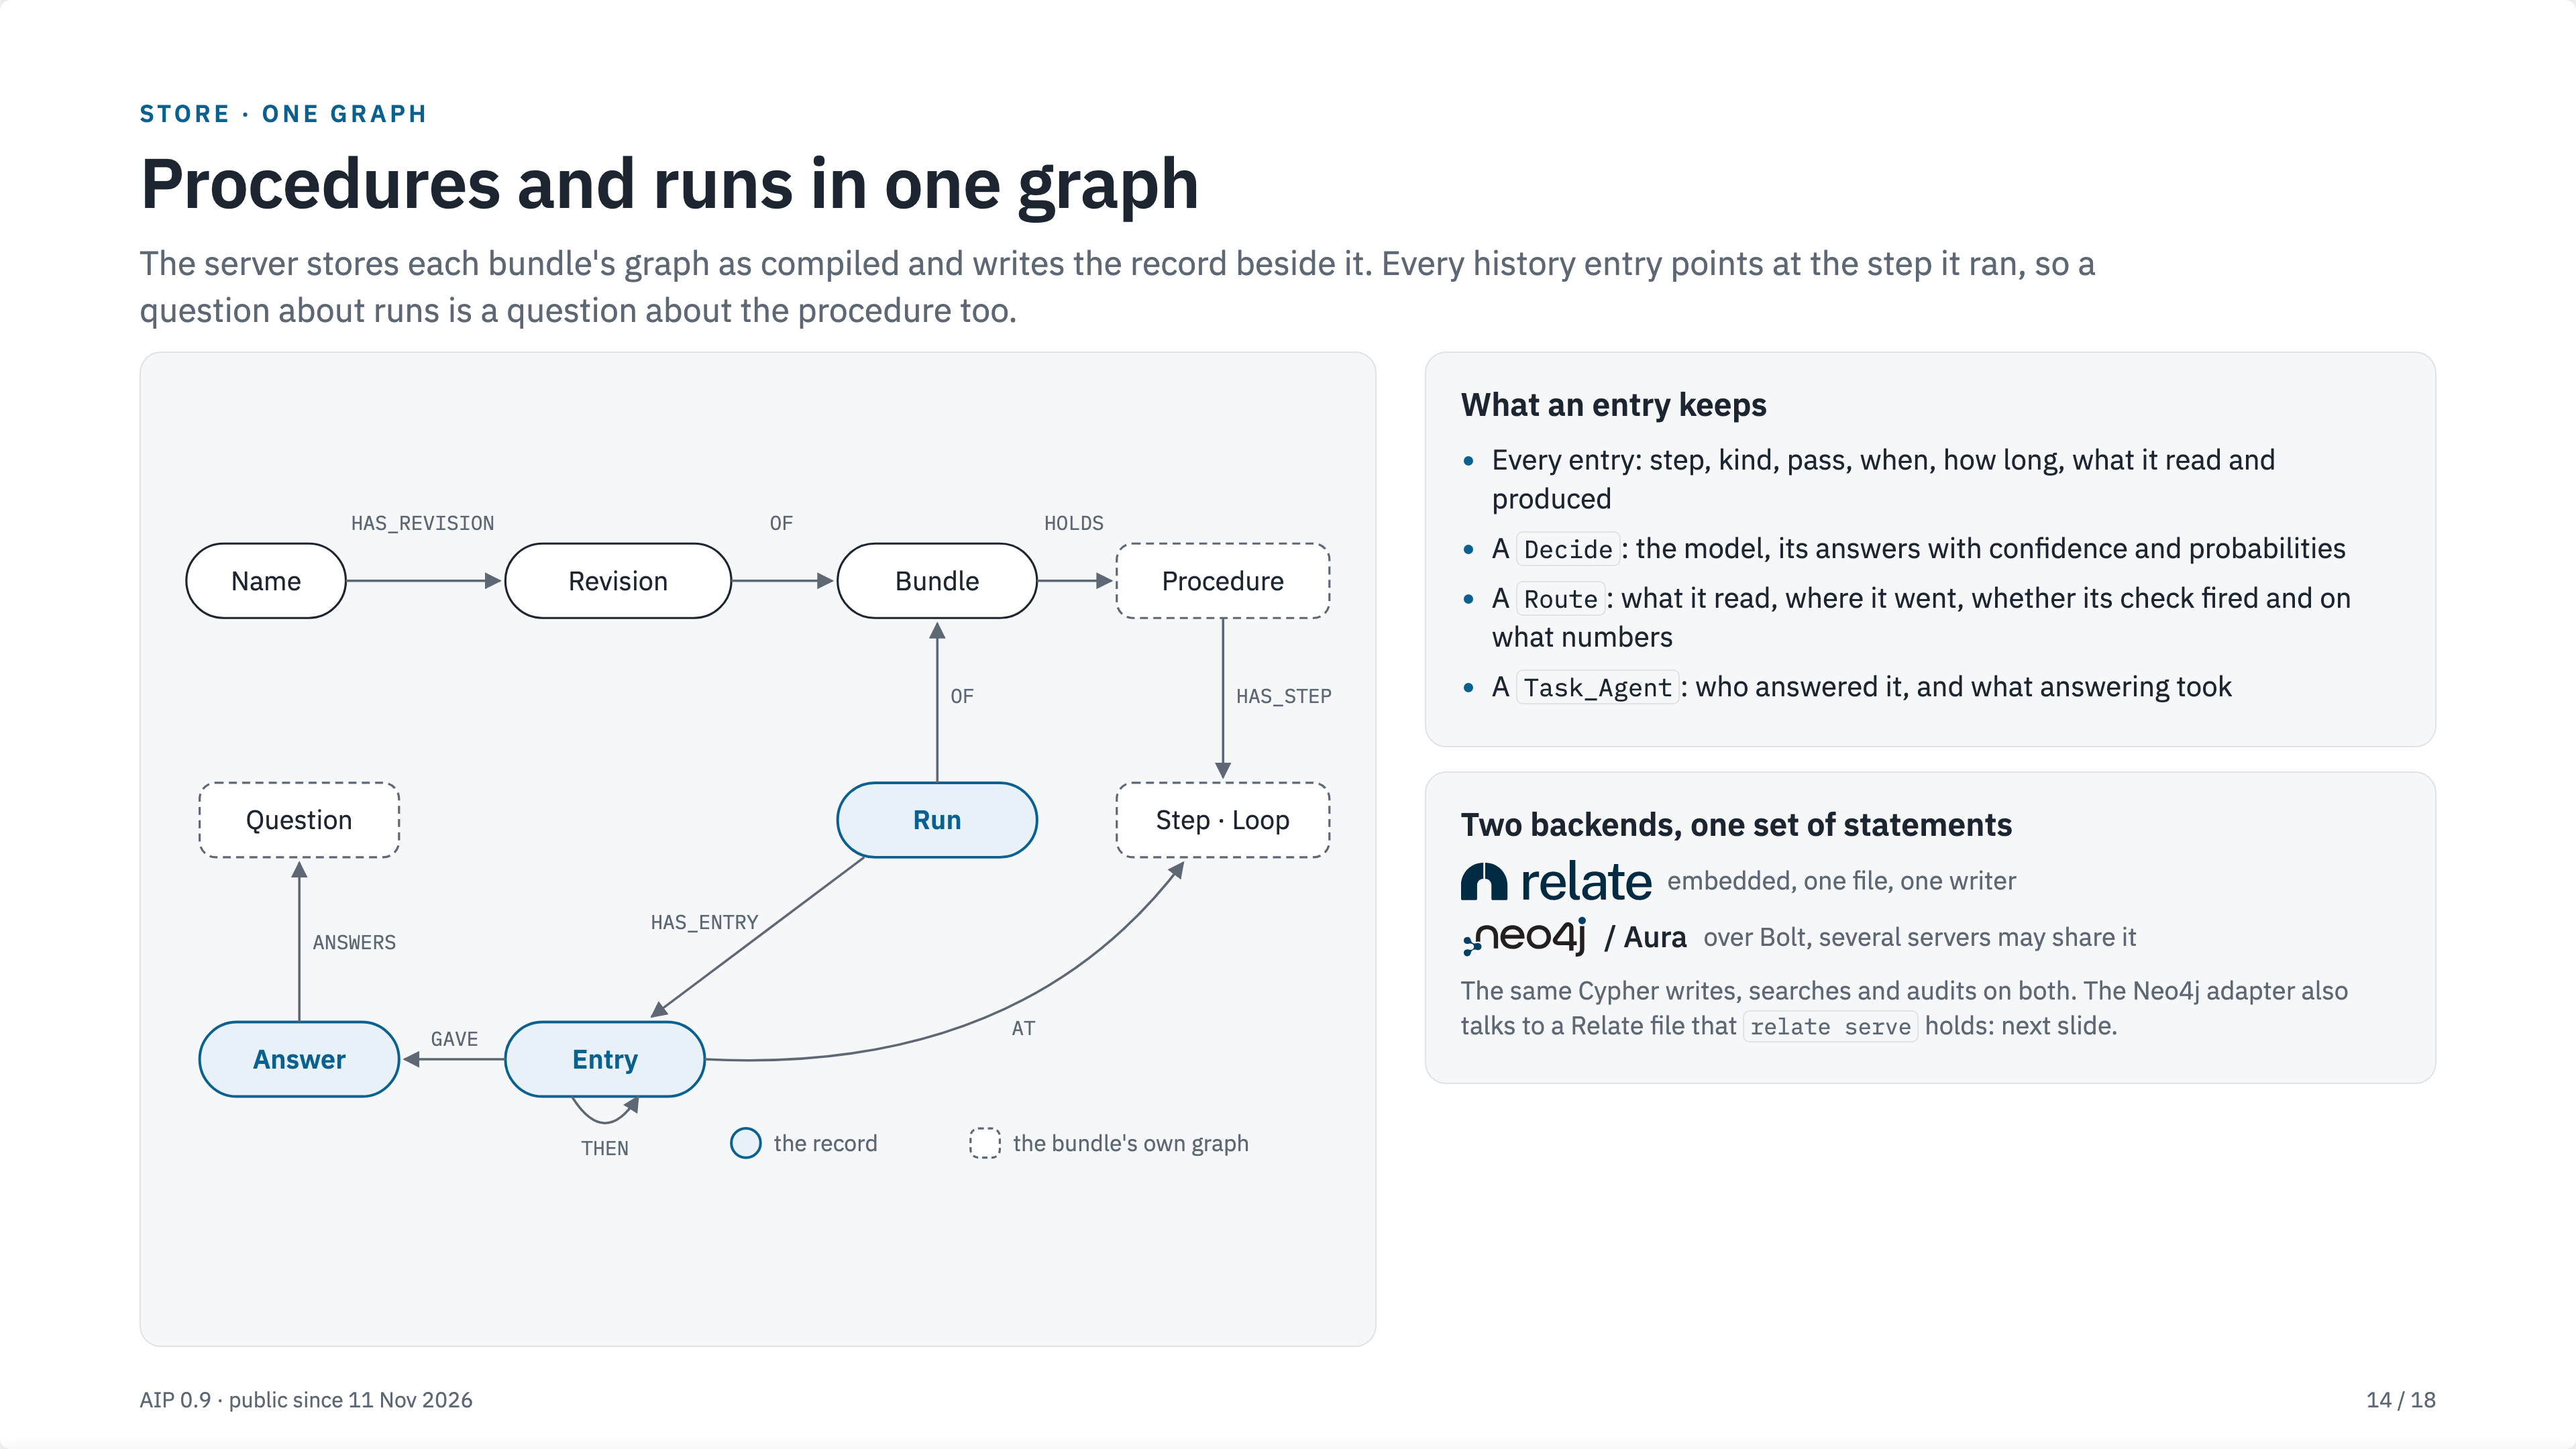 STORE · ONE GRAPH
Procedures and runs in one graph
The server stores each bundle's graph as compiled and writes the record beside it. Every history entry points at the step it ran, so a
question about runs is a question about the procedure too.
HAS_REVISION
OF
HOLDS
Name
Revision
Bundle
Procedure
OF
HAS_STEP
Question
Run
Step · Loop
HAS_ENTRY
ANSWERS
AT
GAVE
Answer
Entry
THEN
the record
the bundle's own graph
What an entry keeps
• Every entry: step, kind, pass, when, how long, what it read and
produced
• A Decide: the model, its answers with confidence and probabilities
• A Route: what it read, where it went, whether its check fired and on
what numbers
• A Task_Agent: who answered it, and what answering took
Two backends, one set of statements
relate embedded, one file, one writer
neo4j / Aura over Bolt, several servers may share it
The same Cypher writes, searches and audits on both. The Neo4j adapter also
talks to a Relate file that relate serve holds: next slide.
AIP 0.9 · public since 11 Nov 2026
14 / 18